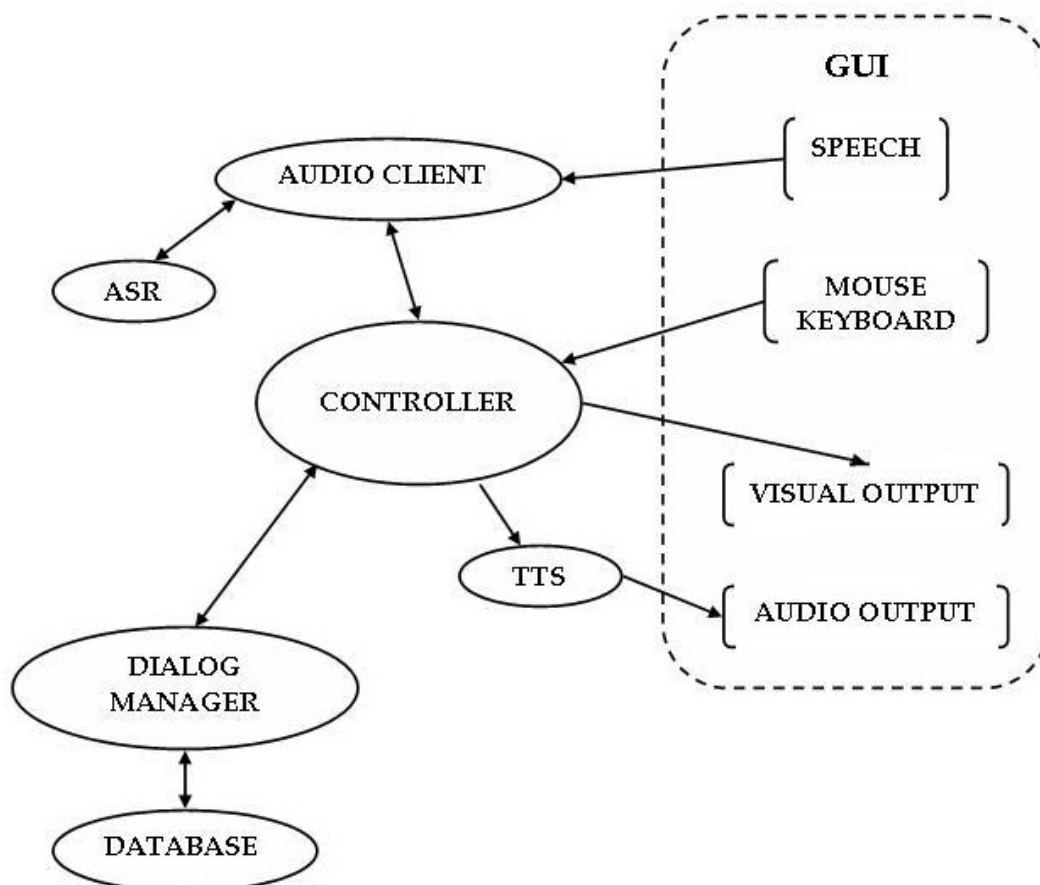 GUI
SPEECH
AUDIO CLIENT
ASR
MOUSE
KEYBOARD
CONTROLLER
VISUAL OUTPUT
TTS
AUDIO OUTPUT
DIALOG
MANAGER
DATABASE